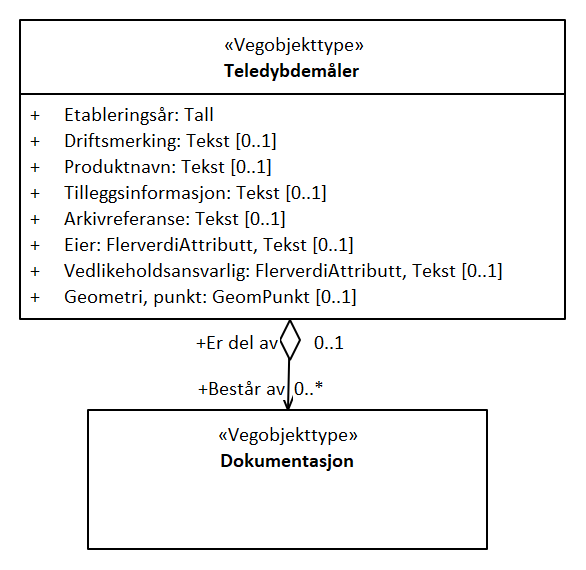 «Vegobjekttype»
Teledybdemåler
+ Etableringsår: Tall
+ Driftsmerking: Tekst [0..1]
+ Produktnavn: Tekst [0..1]
+ Tilleggsinformasjon: Tekst [0..1]
+ Arkivreferanse: Tekst [0..1]
+ Eier: FlerverdiAttributt, Tekst [0..1]
+ Vedlikeholdsansvarlig: FlerverdiAttributt, Tekst [0..1]
+ Geometri, punkt: GeomPunkt [0..1]
+Er del av 0..1
+Består av 0..*
«Vegobjekttype»
Dokumentasjon